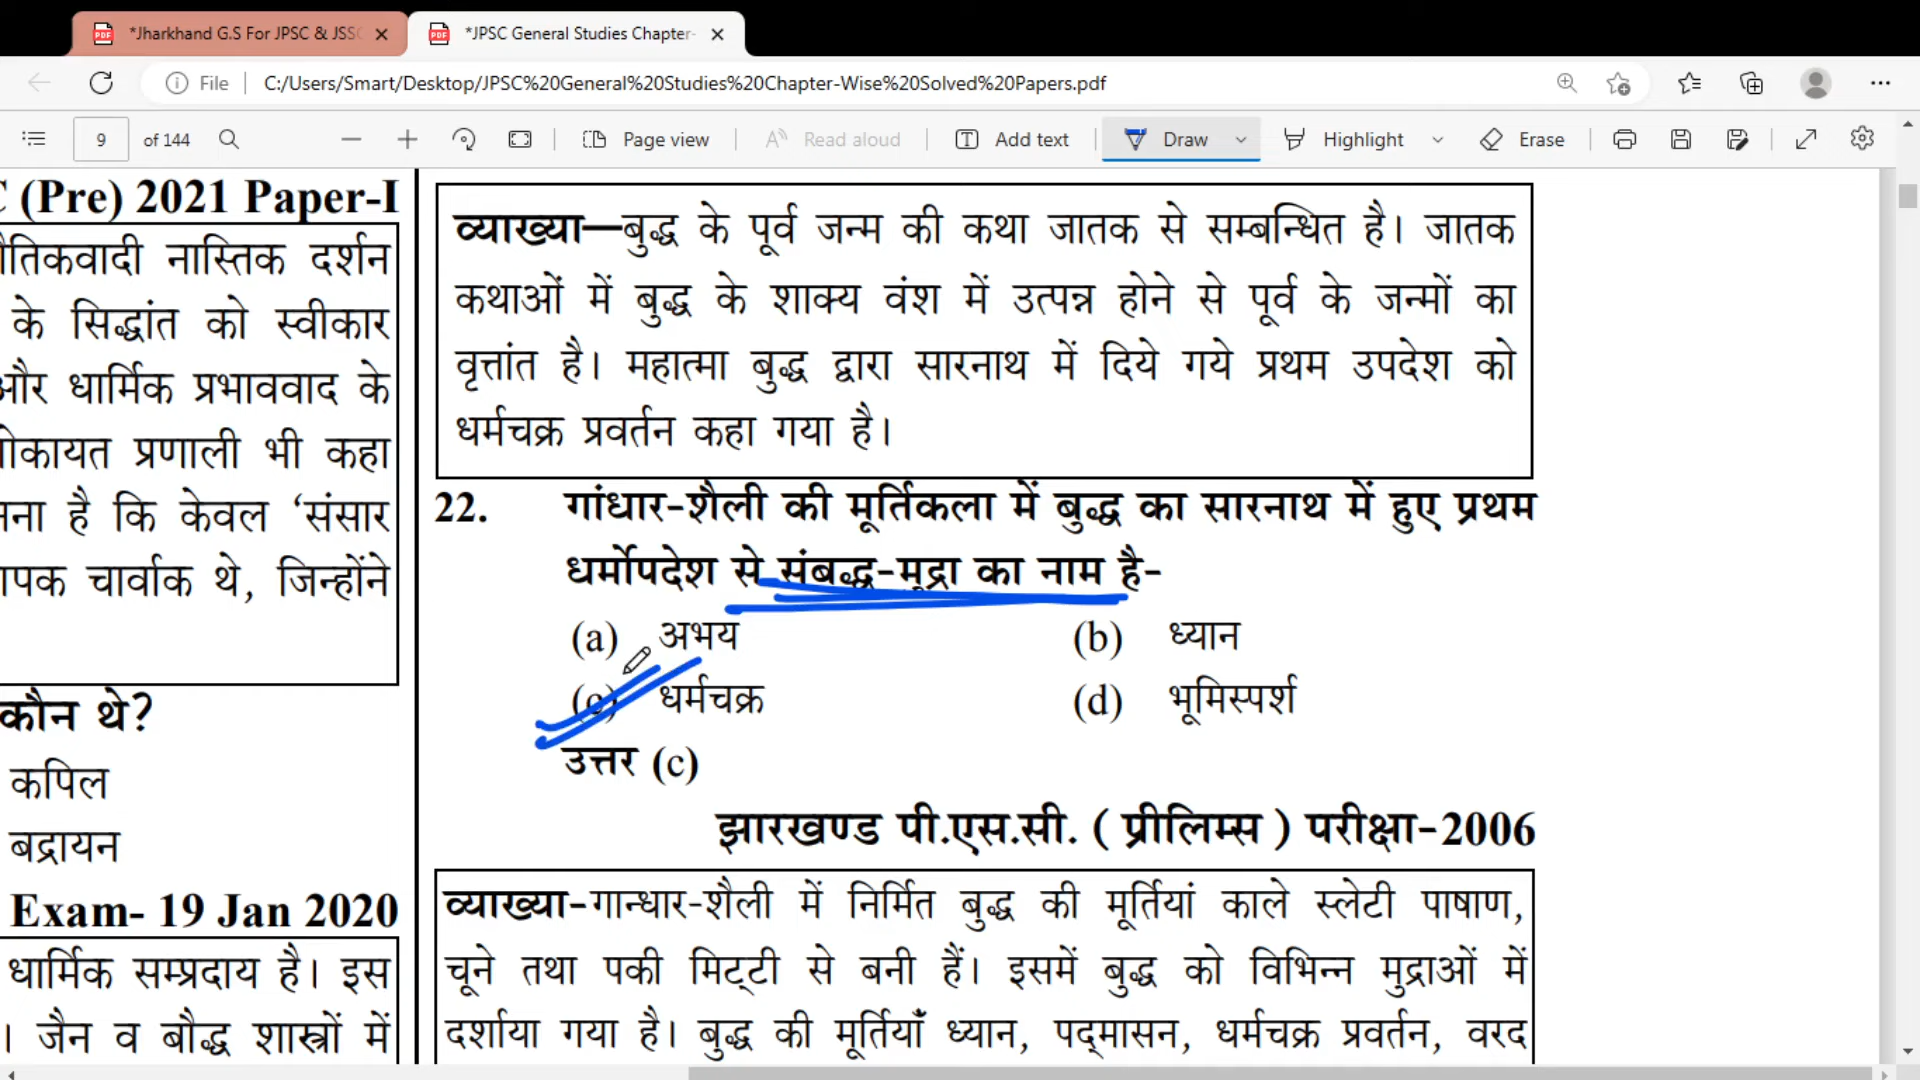 *Jharkhand G.S For JPSC & JSSC
*JPSC General Studies Chapter-
File
C:/Users/Smart/Desktop/JPSC%20General%20Studies%20Chapter-Wise%20Solved%20Papers.pdf
9 of 144
Page view
Read aloud
Add text
Draw
Highlight
Erase
C (Pre) 2021 Paper-I
तिकवादी नास्तिक दर्शन
के सिद्धांत को स्वीकार
और धार्मिक प्रभाववाद के
ोकायत प्रणाली भी कहा
नना है कि केवल ‘संसार
ापक चार्वाक थे, जिन्होंने
कौन थे?
कपिल
बद्रायन
Exam- 19 Jan 2020
धार्मिक सम्प्रदाय है। इस
। जैन व बौद्ध शास्त्रों में
व्याख्या—बुद्ध के पूर्व जन्म की कथा जातक से सम्बन्धित है। जातक
कथाओं में बुद्ध के शाक्य वंश में उत्पन्न होने से पूर्व के जन्मों का
वृत्तांत है। महात्मा बुद्ध द्वारा सारनाथ में दिये गये प्रथम उपदेश को
धर्मचक्र प्रवर्तन कहा गया है।
22. गांधार-शैली की मूर्तिकला में बुद्ध का सारनाथ में हुए प्रथम
धर्मोपदेश से संबद्ध-मुद्रा का नाम है-
(a) अभय (b) ध्यान
(c) धर्मचक्र (d) भूमिस्पर्श
उत्तर (c)
झारखण्ड पी.एस.सी. ( प्रीलिम्स ) परीक्षा-2006
व्याख्या-गान्धार-शैली में निर्मित बुद्ध की मूर्तियां काले स्लेटी पाषाण,
चूने तथा पकी मिट्टी से बनी हैं। इसमें बुद्ध को विभिन्न मुद्राओं में
दर्शाया गया है। बुद्ध की मूर्तियाँ ध्यान, पद्मासन, धर्मचक्र प्रवर्तन, वरद